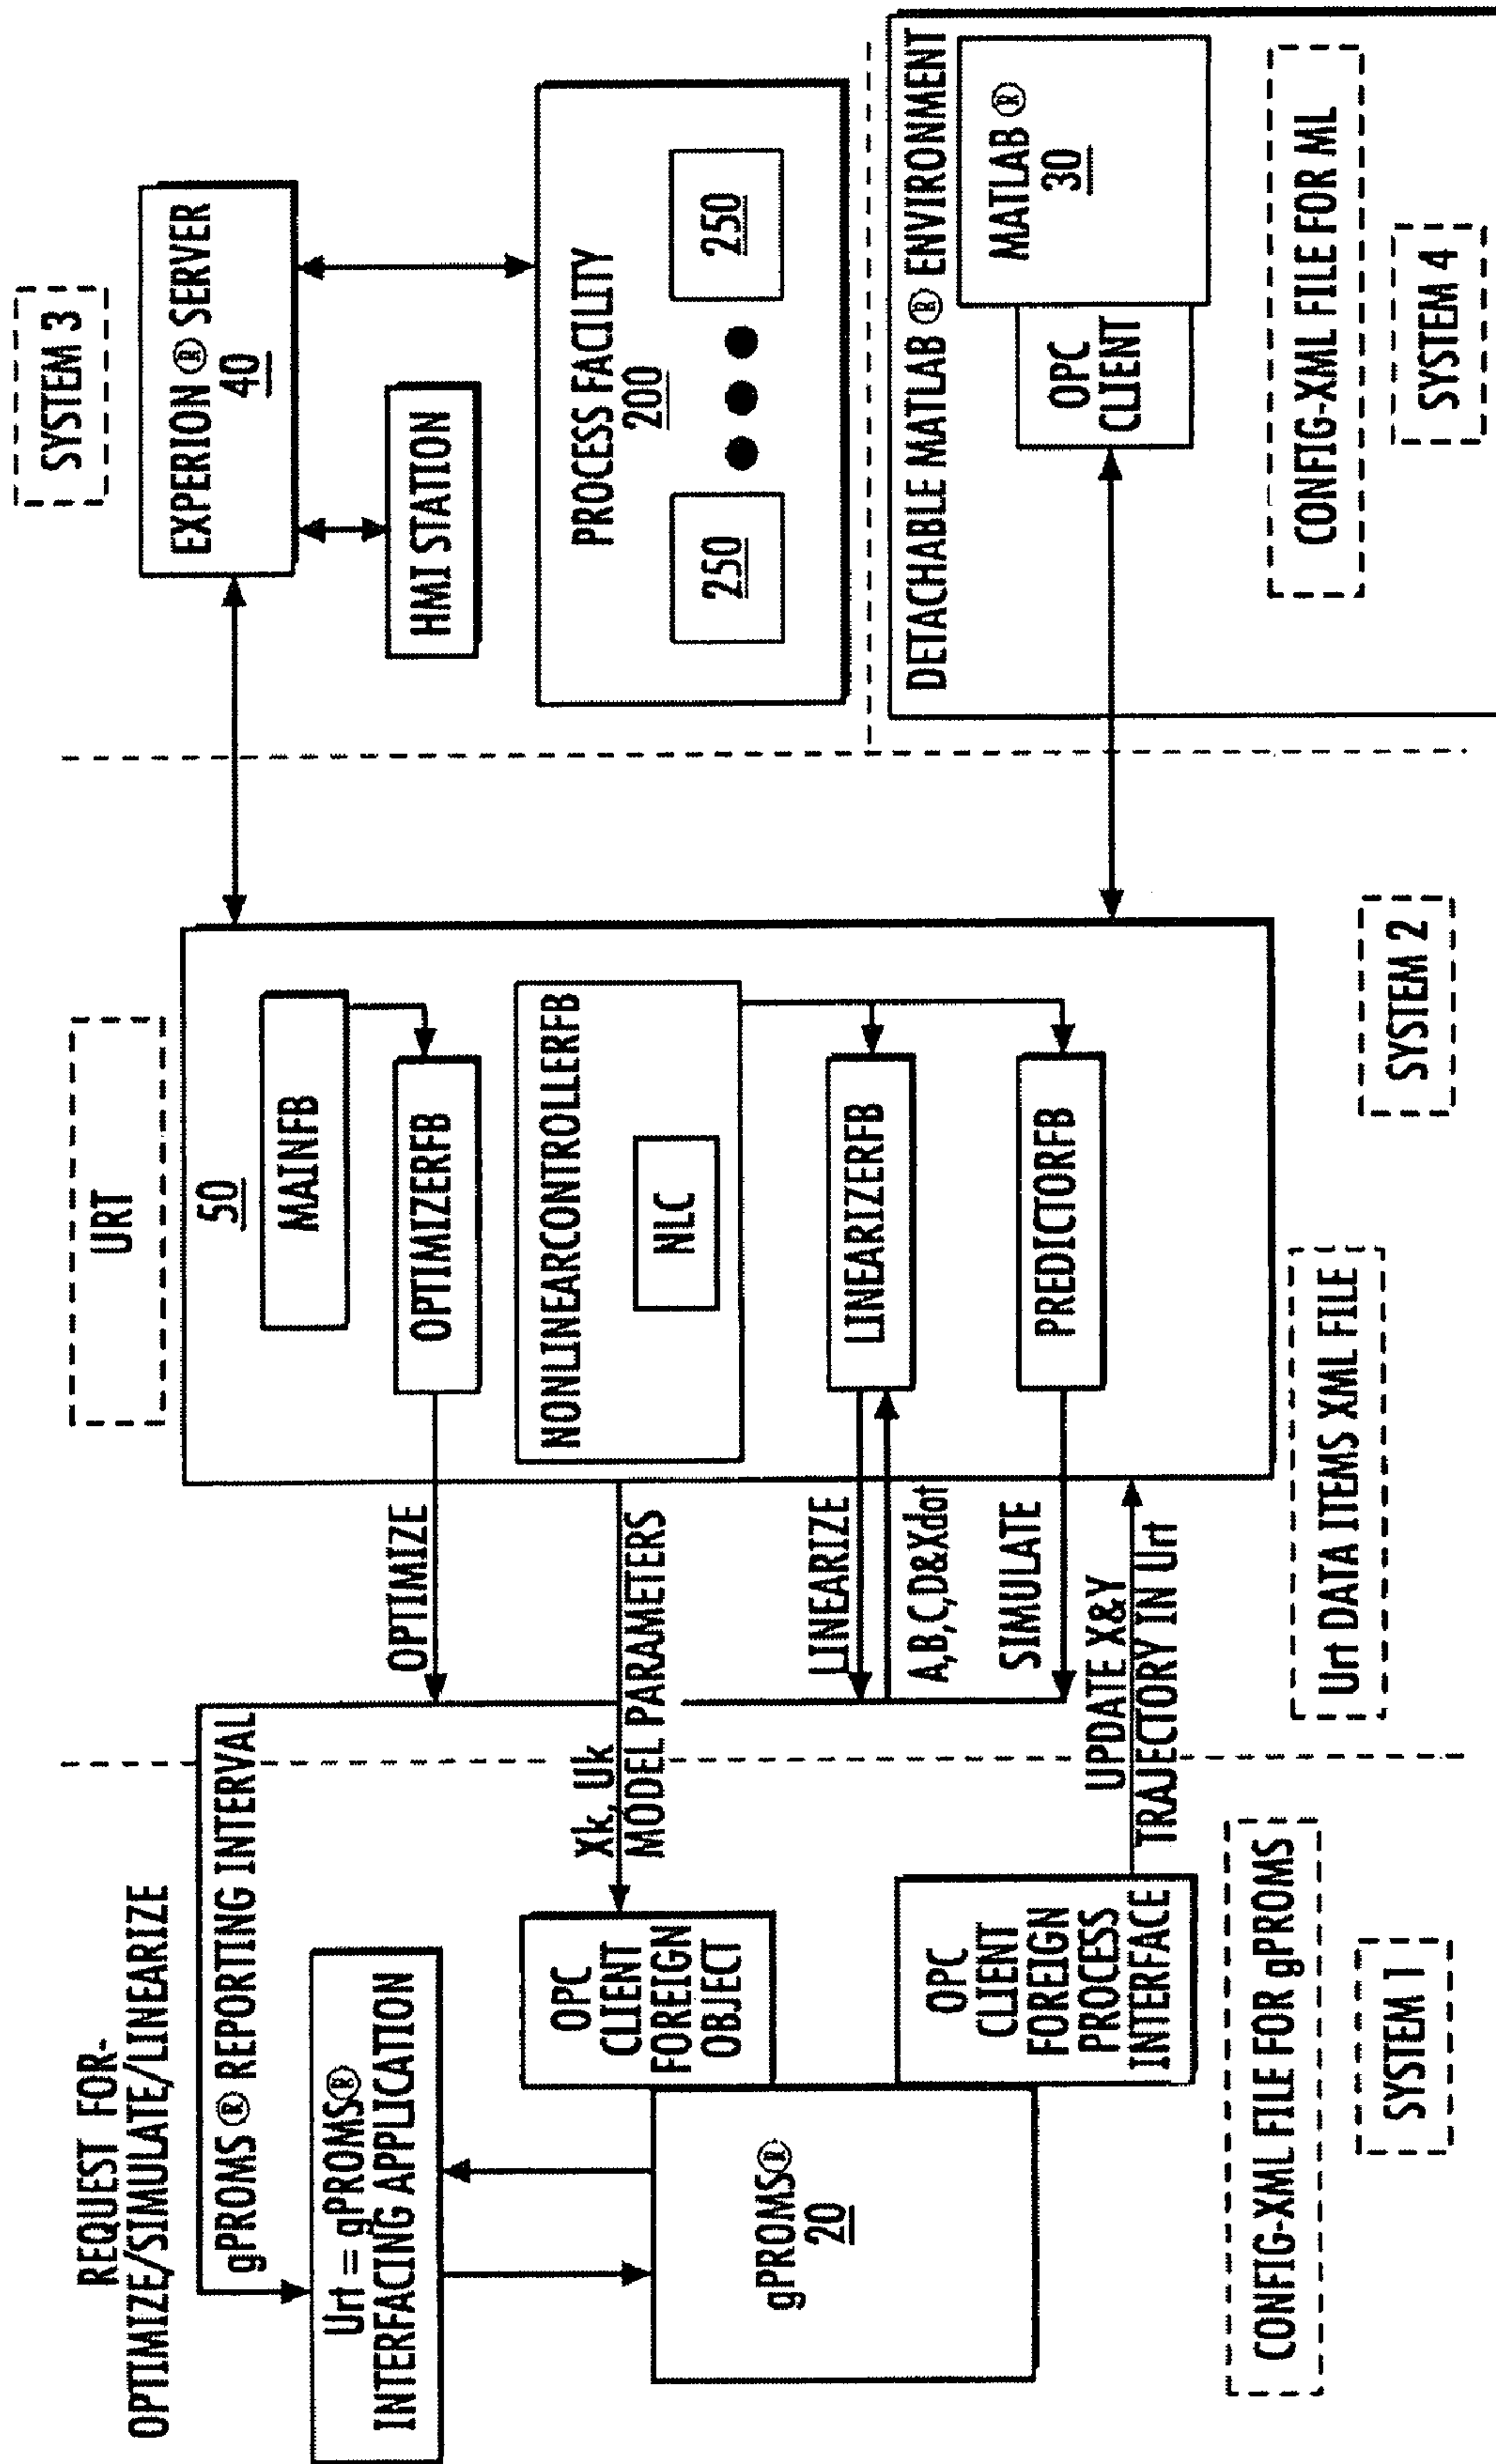 REQUEST FOR-
OPTIMIZE/SIMULATE/LINEARIZE
gPROMS® REPORTING INTERVAL
Urt = gPROMS®
INTERFACING APPLICATION
OPC
CLIENT
FOREIGN
OBJECT
gPROMS®
20
OPC
CLIENT
FOREIGN
PROCESS
INTERFACE
CONFIG-XML FILE FOR gPROMS
SYSTEM 1
OPTIMIZE
Xk, Uk
MODEL PARAMETERS
LINEARIZE
A,B,C,D&Xdot
SIMULATE
UPDATE X&Y
TRAJECTORY IN Urt
URT
50
MAINFB
OPTIMIZERFB
NONLINEARCONTROLLERFB
NLC
LINEARIZERFB
PREDICTORFB
Urt DATA ITEMS XML FILE
SYSTEM 2
SYSTEM 3
EXPERION® SERVER
40
HMI STATION
PROCESS FACILITY
200
250
250
DETACHABLE MATLAB® ENVIRONMENT
OPC
CLIENT
MATLAB®
30
CONFIG-XML FILE FOR ML
SYSTEM 4